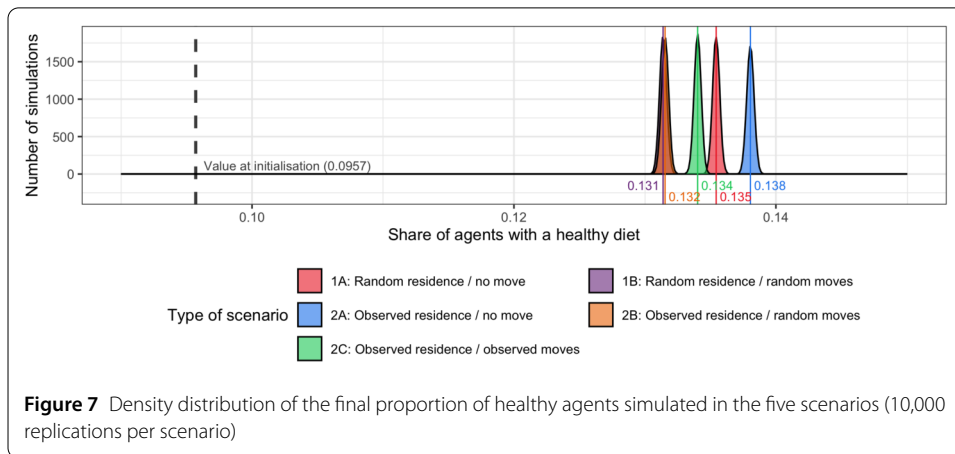 Number of simulations
1500
1000
500
0
Value at initialisation (0.0957)
0.131
0.132
0.134
0.135
0.138
0.10
0.12
0.14
Share of agents with a healthy diet
Type of scenario
1A: Random residence / no move
1B: Random residence / random moves
2A: Observed residence / no move
2B: Observed residence / random moves
2C: Observed residence / observed moves
Figure 7 Density distribution of the final proportion of healthy agents simulated in the five scenarios (10,000
replications per scenario)